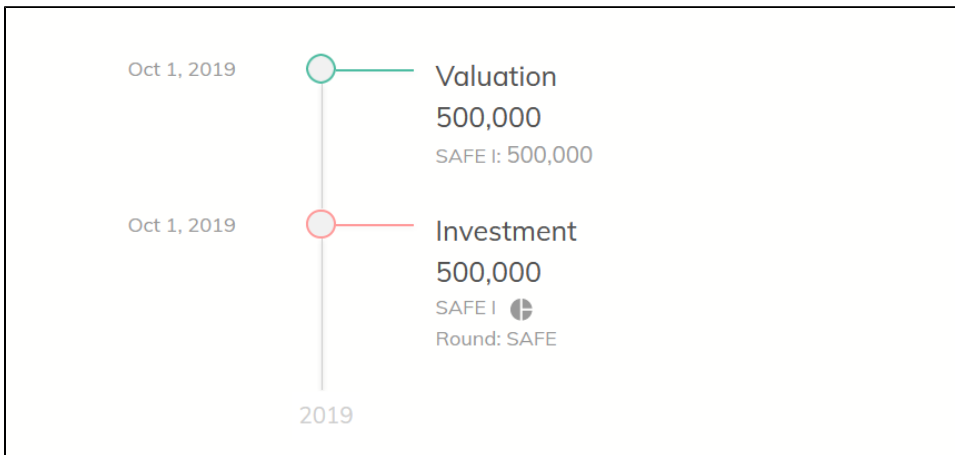 Oct 1, 2019
Valuation
500,000
SAFE I: 500,000
Oct 1, 2019
Investment
500,000
SAFE I
Round: SAFE
2019